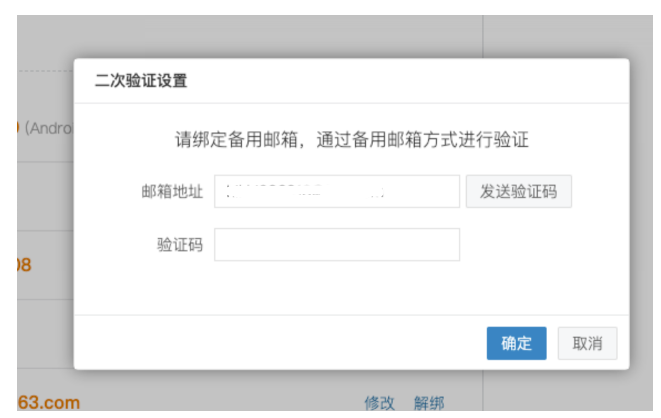 二次验证设置
(Andro
请绑定备用邮箱，通过备用邮箱方式进行验证
邮箱地址
发送验证码
验证码
08
确定 取消
63.com 修改 解绑